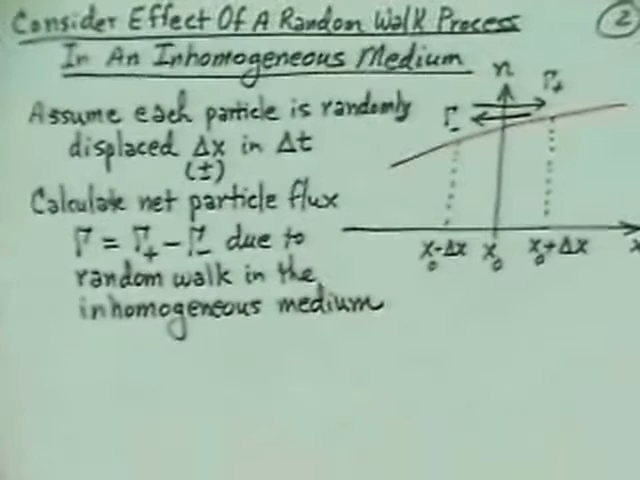 Consider Effect Of A Random Walk Process
②
In An Inhomogeneous Medium
Assume each particle is randomly
displaced Δx in Δt
(±)
Calculate net particle flux
Γ = Γ₊ − Γ₋ due to
random walk in the
inhomogeneous medium
n
Γ₊
Γ₋
x₀-Δx x₀ x₀+Δx
x